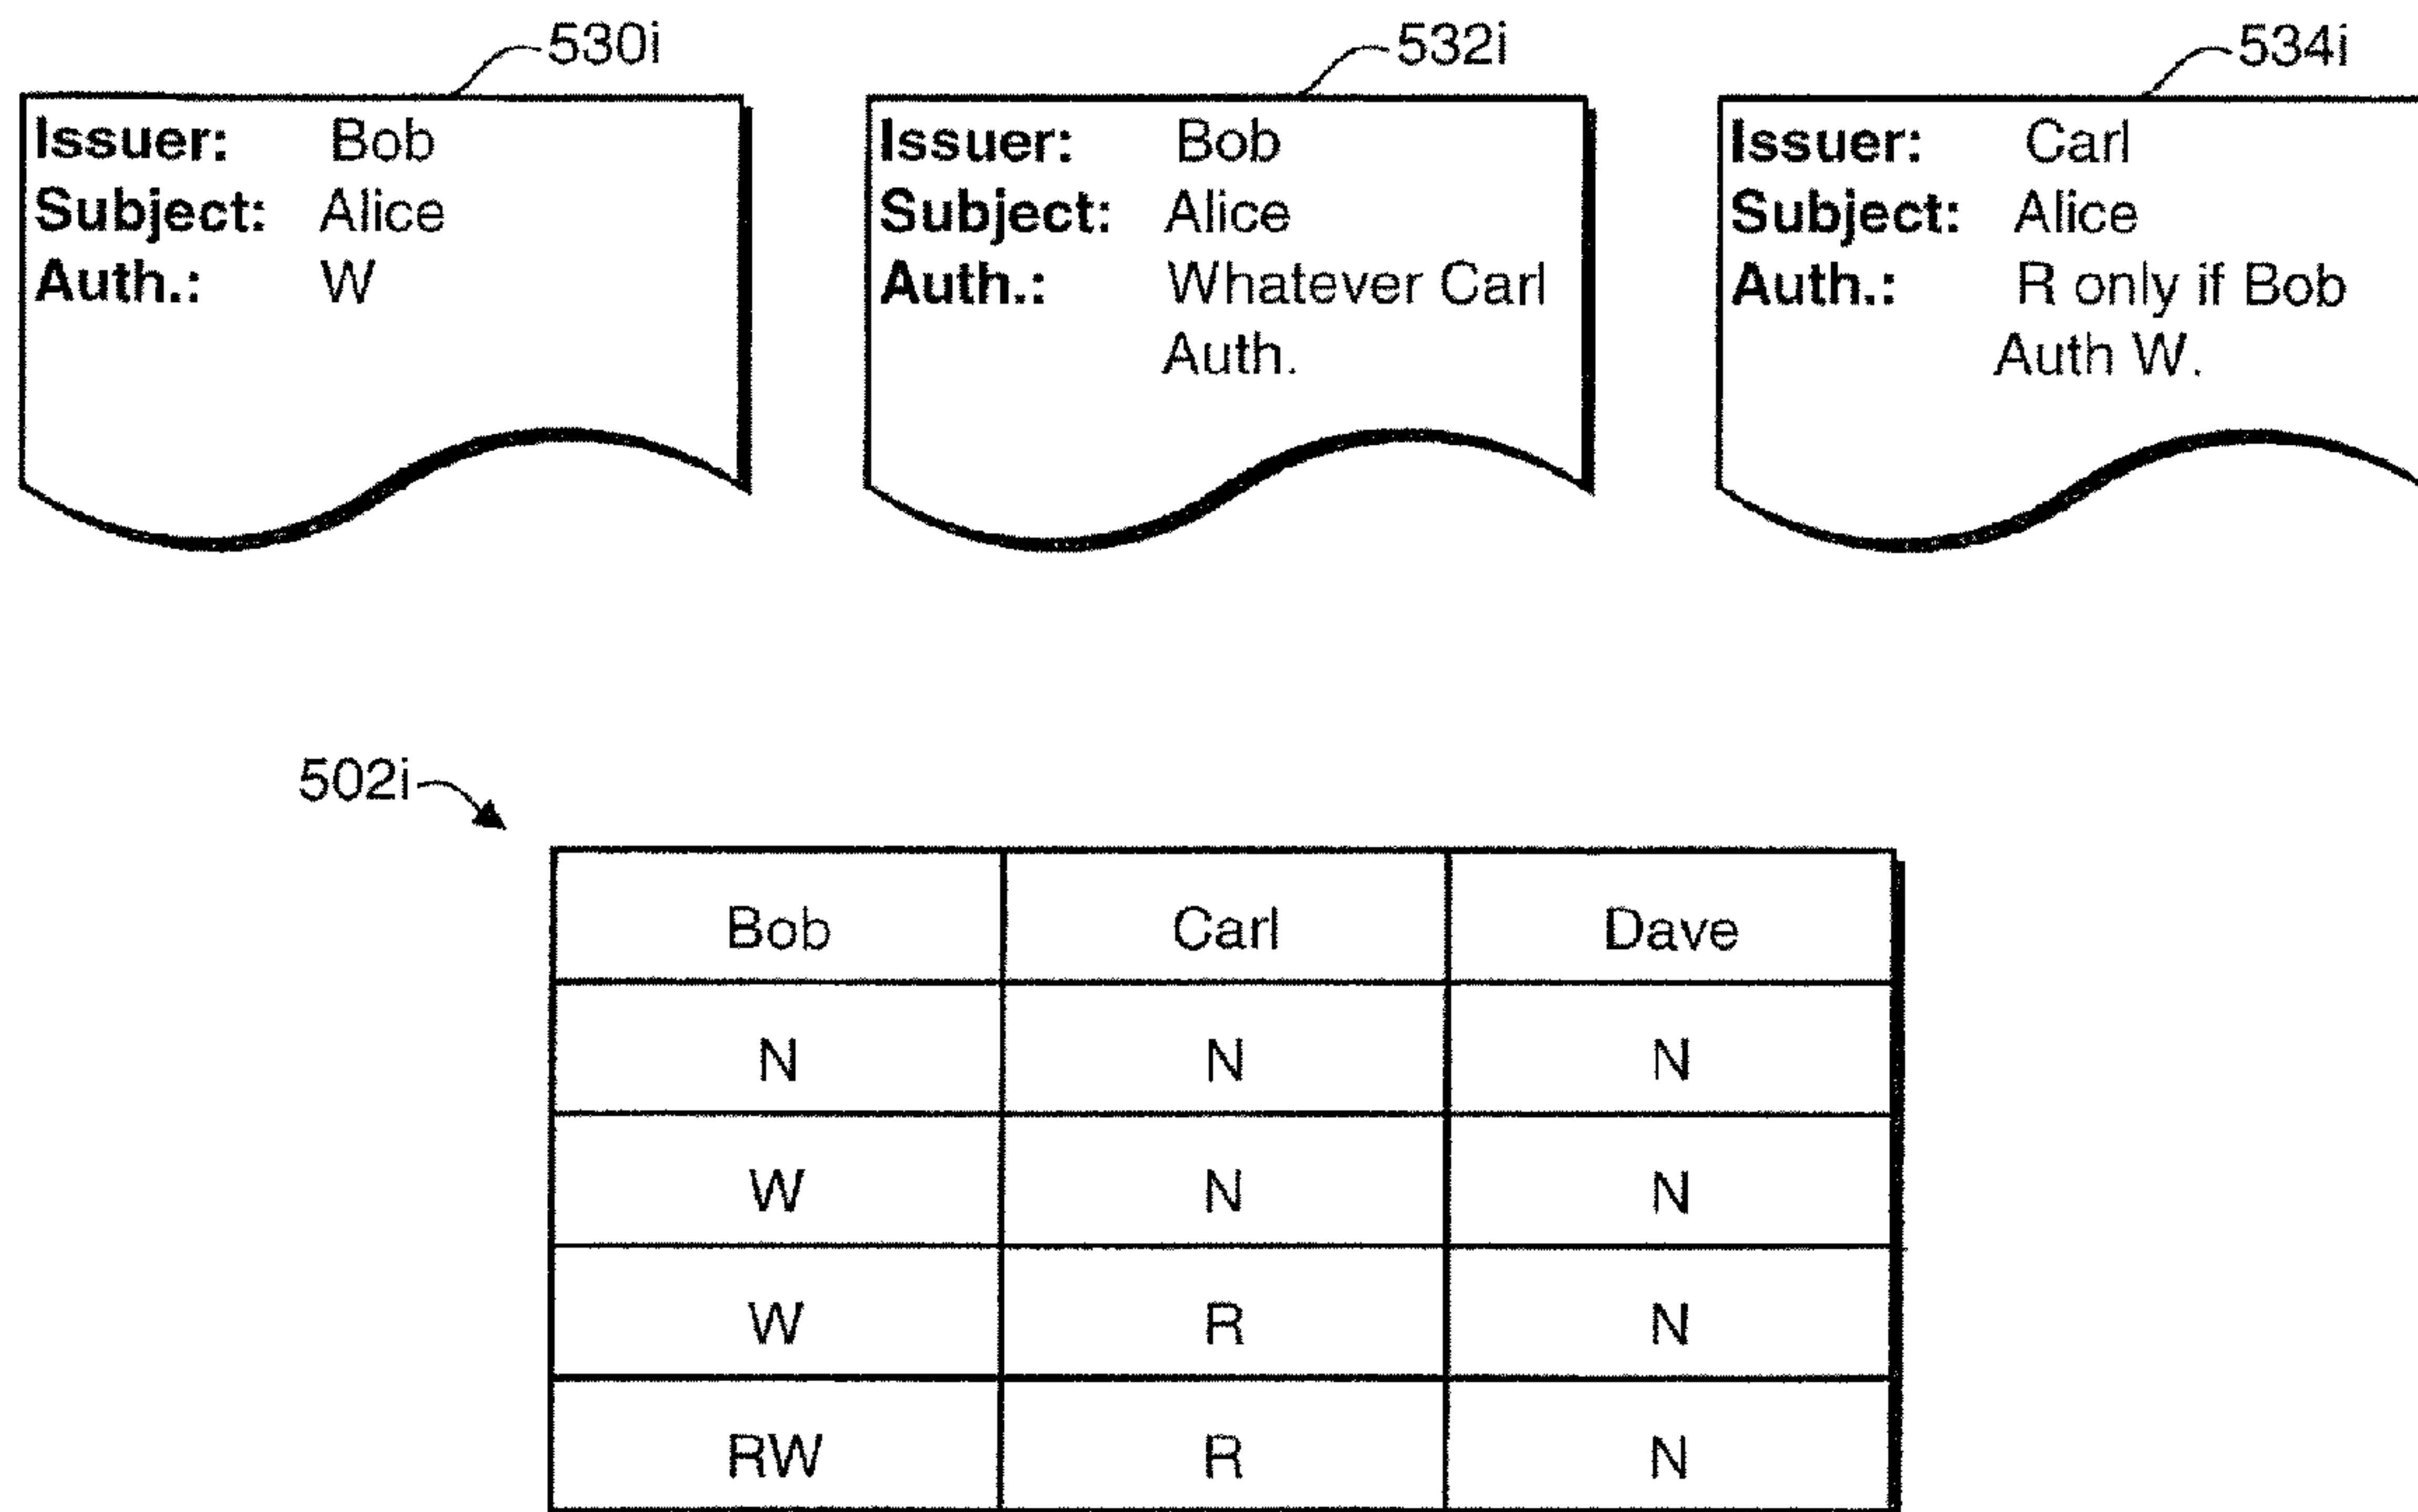 530i 532i 534i
Issuer: Bob
Subject: Alice
Auth.: W
Issuer: Bob
Subject: Alice
Auth.: Whatever Carl
Auth.
Issuer: Carl
Subject: Alice
Auth.: R only if Bob
Auth W.
502i
Bob Carl Dave
N N N
W N N
W R N
RW R N